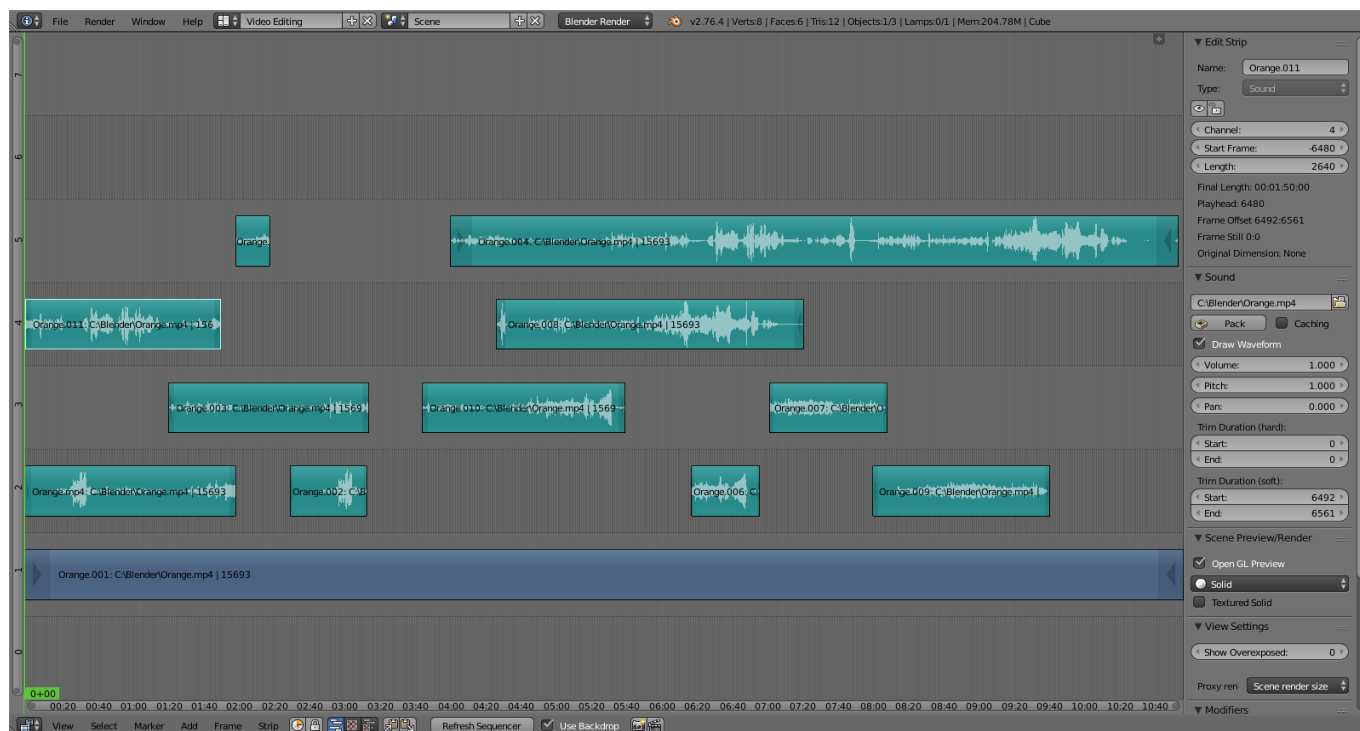 File Render Window Help Video Editing Scene Blender Render v2.76.4 | Verts:8 | Faces:6 | Tris:12 | Objects:1/3 | Lamps:0/1 | Mem:204.78M | Cube
7
6
5
Orange.
Orange.004: C:\Blender\Orange.mp4 | 15693
4
Orange.011: C:\Blender\Orange.mp4 | 156
Orange.008: C:\Blender\Orange.mp4 | 15693
3
Orange.003: C:\Blender\Orange.mp4 | 1569
Orange.010: C:\Blender\Orange.mp4 | 1569
Orange.007: C:\Blender\O
2
Orange.mp4: C:\Blender\Orange.mp4 | 15693
Orange.002: C:\B
Orange.006: C:
Orange.009: C:\Blender\Orange.mp4 |
1
Orange.001: C:\Blender\Orange.mp4 | 15693
0
0+00
00:20 00:40 01:00 01:20 01:40 02:00 02:20 02:40 03:00 03:20 03:40 04:00 04:20 04:40 05:00 05:20 05:40 06:00 06:20 06:40 07:00 07:20 07:40 08:00 08:20 08:40 09:00 09:20 09:40 10:00 10:20 10:40
View Select Marker Add Frame Strip Refresh Sequencer Use Backdrop
Edit Strip
Name: Orange.011
Type: Sound
Channel: 4
Start Frame: -6480
Length: 2640
Final Length: 00:01:50:00
Playhead: 6480
Frame Offset 6492:6561
Frame Still 0:0
Original Dimension: None
Sound
C:\Blender\Orange.mp4
Pack Caching
Draw Waveform
Volume: 1.000
Pitch: 1.000
Pan: 0.000
Trim Duration (hard):
Start: 0
End: 0
Trim Duration (soft):
Start: 6492
End: 6561
Scene Preview/Render
Open GL Preview
Solid
Textured Solid
View Settings
Show Overexposed: 0
Proxy ren Scene render size
Modifiers